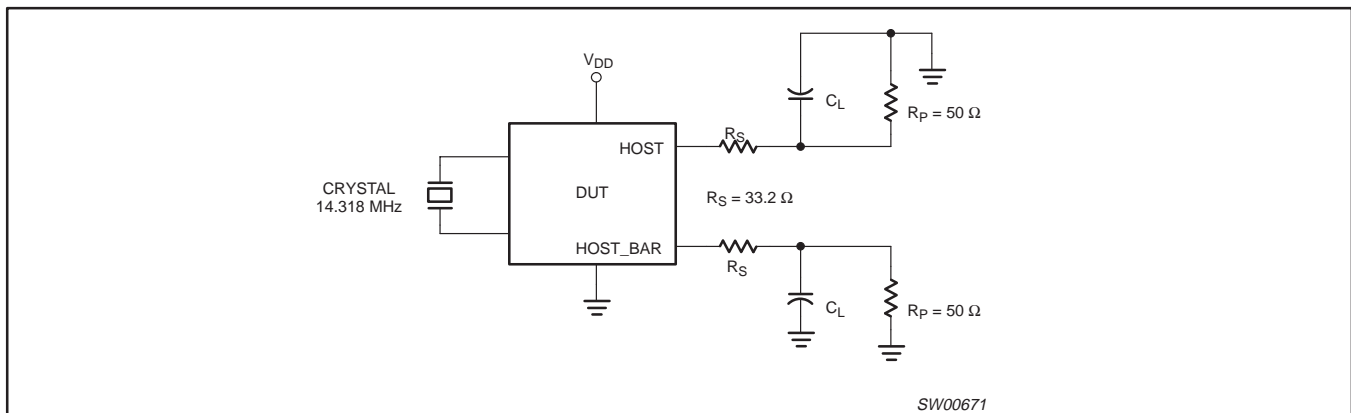 V_DD
C_L
R_P = 50 Ω
R_S
HOST
CRYSTAL
14.318 MHz
DUT
R_S = 33.2 Ω
HOST_BAR
R_S
C_L
R_P = 50 Ω
SW00671